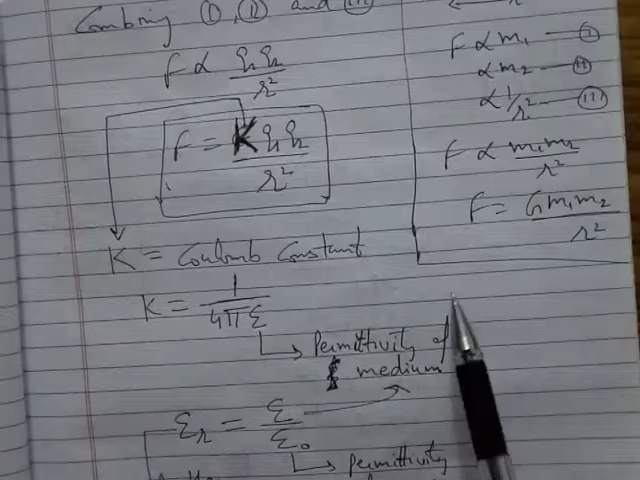 Combining Ⓘ, Ⓘⓘ and ⒾⒾⒾ
F ∝ q₁q₂
r²
F = K q₁q₂
r²
K = Coulomb Constant
K = 1
4πε
Permittivity of
medium
εr = ε
ε₀
Permittivity
F ∝ m₁ — Ⓘ
∝ m₂ — II
∝ 1/r² — III
F ∝ m₁m₂
r²
F = Gm₁m₂
r²